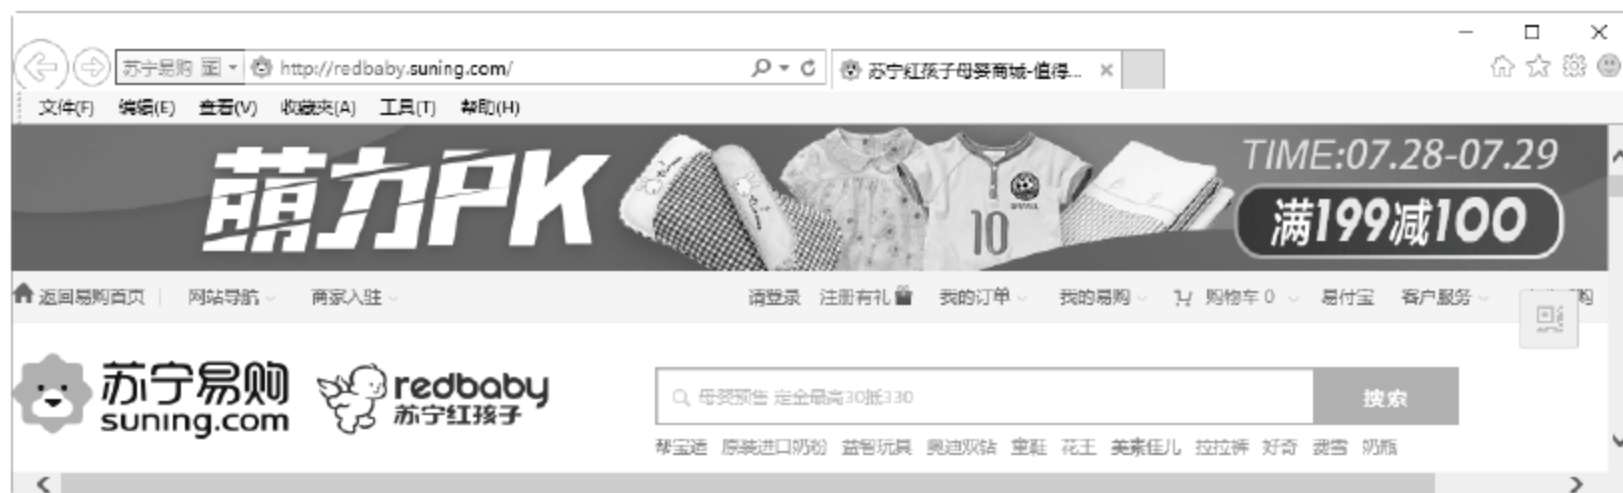 苏宁易购 证 http://redbaby.suning.com/ 苏宁红孩子母婴商城-值得...
文件(F) 编辑(E) 查看(V) 收藏夹(A) 工具(T) 帮助(H)
萌力PK
10
TIME:07.28-07.29
满199减100
返回易购首页 网站导航 商家入驻 请登录 注册有礼 我的订单 我的易购 购物车 0 易付宝 客户服务 购
苏宁易购
suning.com
redbaby
苏宁红孩子
母婴预售 定金最高30抵330
搜索
帮宝适 原装进口奶粉 益智玩具 奥迪双钻 童鞋 花王 美素佳儿 拉拉裤 好奇 费雪 奶瓶